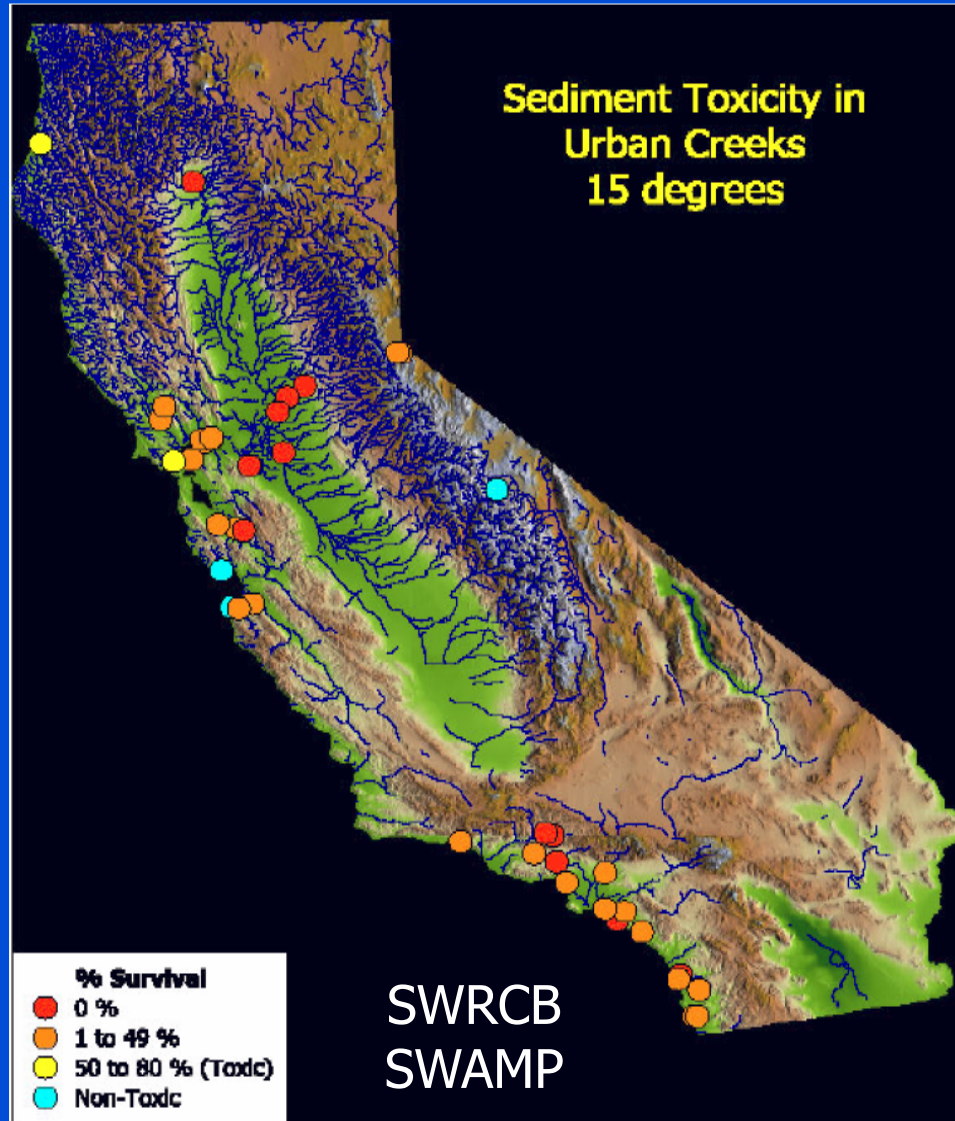 Sediment Toxicity in
Urban Creeks
15 degrees
% Survival
0 %
1 to 49 %
50 to 80 % (Toxic)
Non-Toxic
SWRCB
SWAMP